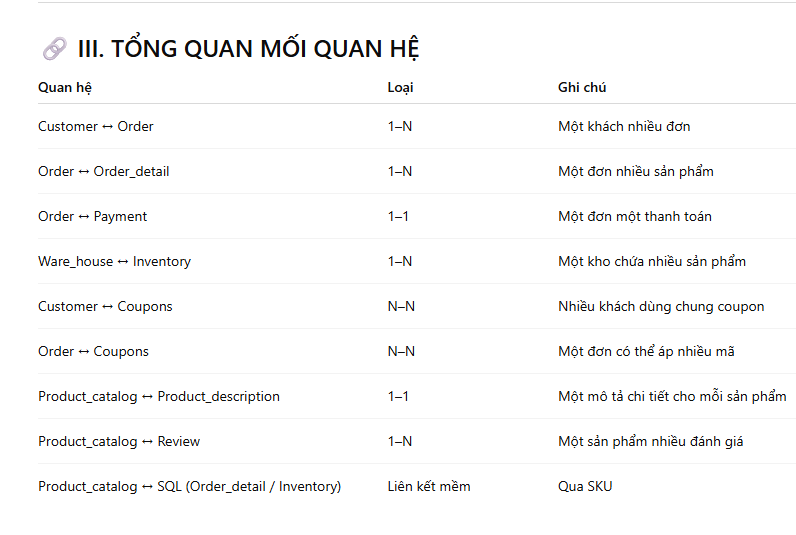 🔗 III. TỔNG QUAN MỐI QUAN HỆ
Quan hệ Loại Ghi chú
Customer ↔ Order 1–N Một khách nhiều đơn
Order ↔ Order_detail 1–N Một đơn nhiều sản phẩm
Order ↔ Payment 1–1 Một đơn một thanh toán
Ware_house ↔ Inventory 1–N Một kho chứa nhiều sản phẩm
Customer ↔ Coupons N–N Nhiều khách dùng chung coupon
Order ↔ Coupons N–N Một đơn có thể áp nhiều mã
Product_catalog ↔ Product_description 1–1 Một mô tả chi tiết cho mỗi sản phẩm
Product_catalog ↔ Review 1–N Một sản phẩm nhiều đánh giá
Product_catalog ↔ SQL (Order_detail / Inventory) Liên kết mềm Qua SKU